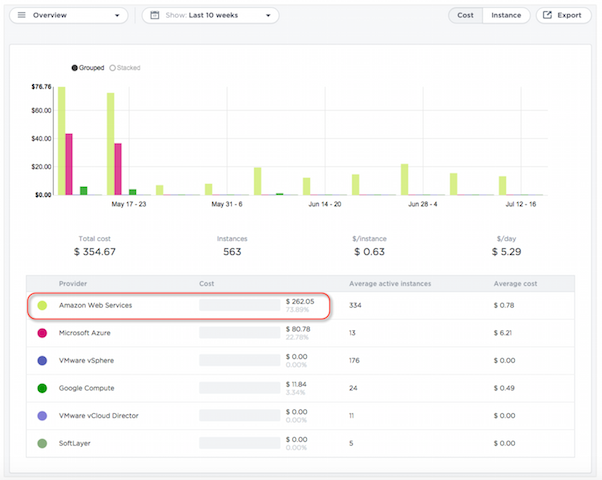 Overview
Show: Last 10 weeks
Cost Instance
Export
Grouped Stacked
$76.76
$60.00
$40.00
$20.00
$0.00
May 17 - 23 May 31 - 6 Jun 14 - 20 Jun 28 - 4 Jul 12 - 16
Total cost Instances $/instance $/day
$ 354.67 563 $ 0.63 $ 5.29
Provider Cost Average active instances Average cost
Amazon Web Services $ 262.05 334 $ 0.78
73.89%
Microsoft Azure $ 80.78 13 $ 6.21
22.78%
VMware vSphere $ 0.00 176 $ 0.00
0.00%
Google Compute $ 11.84 24 $ 0.49
3.34%
VMware vCloud Director $ 0.00 11 $ 0.00
0.00%
SoftLayer $ 0.00 5 $ 0.00
0.00%